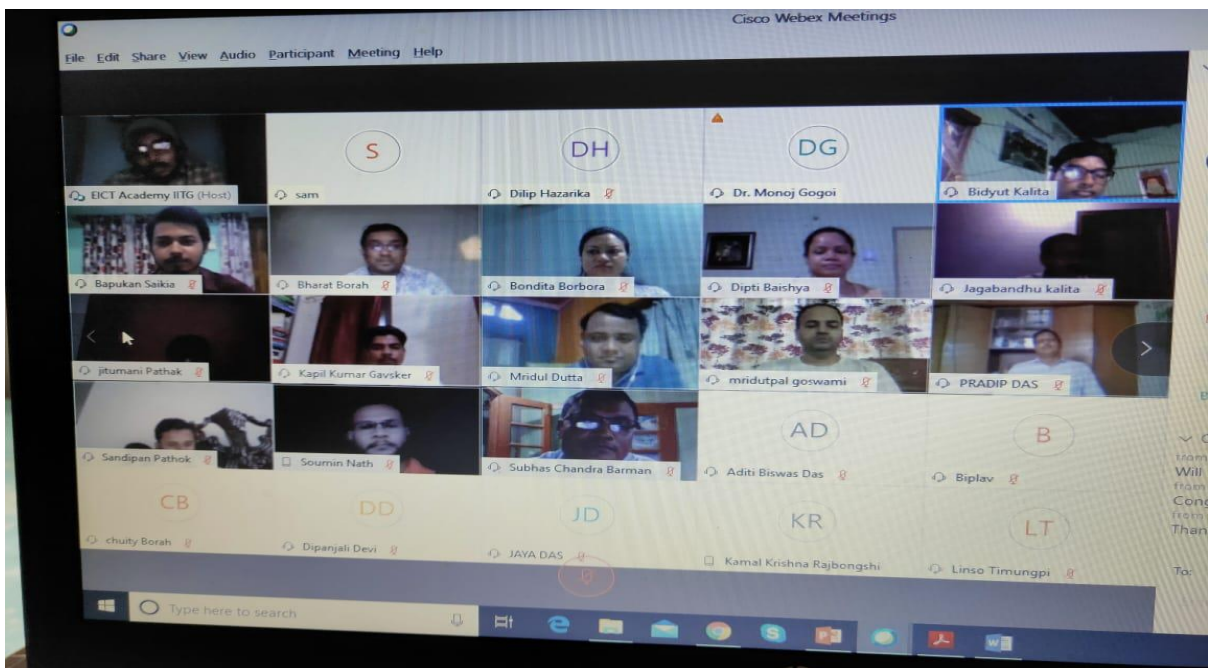 Cisco Webex Meetings
File Edit Share View Audio Participant Meeting Help
EICT Academy IITG (Host)
S
sam
DH
Dilip Hazarika
DG
Dr. Monoj Gogoi
Bidyut Kalita
Bapukan Saikia
Bharat Borah
Bondita Borbora
Dipti Baishya
Jagabandhu kalita
jitumani Pathak
Kapil Kumar Gavsker
Mridul Dutta
mridutpal goswami
PRADIP DAS
Sandipan Pathok
Soumin Nath
Subhas Chandra Barman
AD
Aditi Biswas Das
B
Biplav
CB
chuity Borah
DD
Dipanjali Devi
JD
JAYA DAS
KR
Kamal Krishna Rajbongshi
LT
Linso Timungpi
from
Will
from
Cong
from
Than
To:
Type here to search